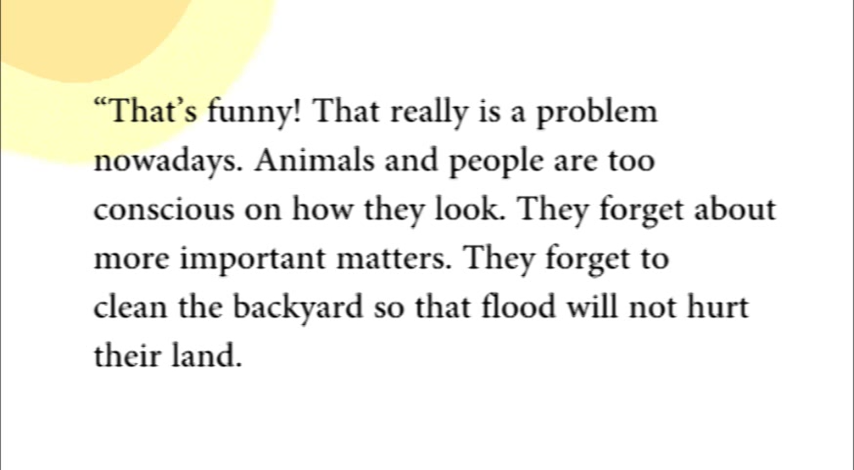 “That’s funny! That really is a problem
nowadays. Animals and people are too
conscious on how they look. They forget about
more important matters. They forget to
clean the backyard so that flood will not hurt
their land.